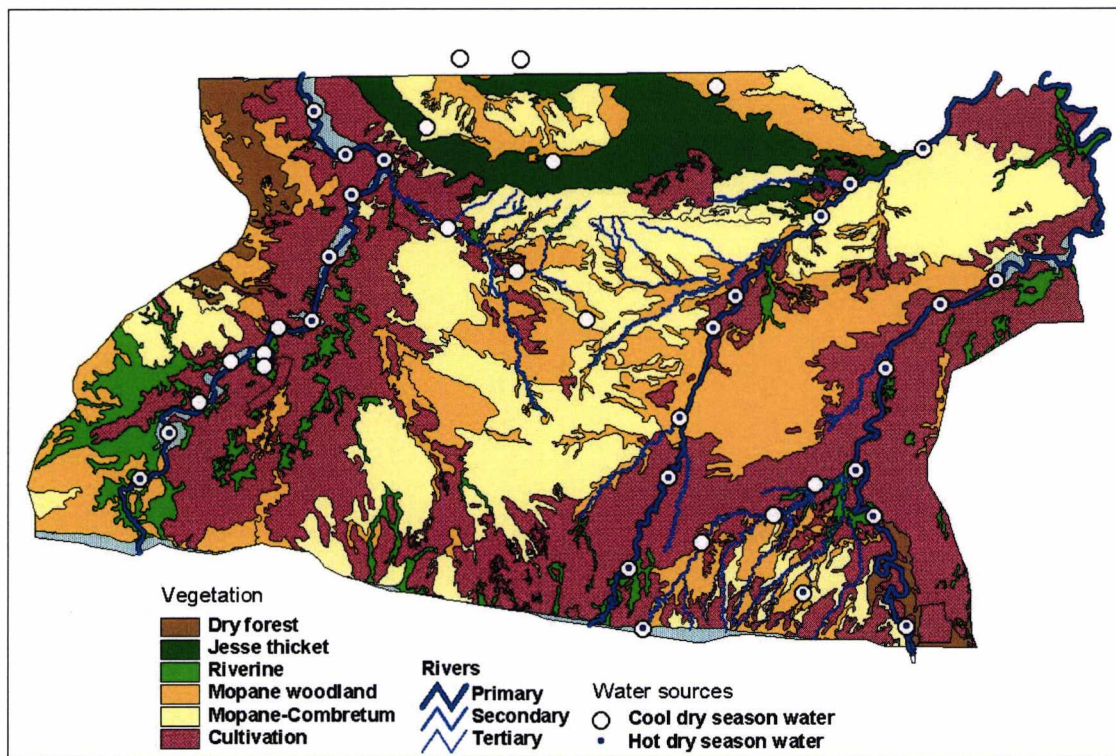 Vegetation
Dry forest
Jesse thicket
Riverine
Mopane woodland
Mopane-Combretum
Cultivation
Rivers
Primary
Secondary
Tertiary
Water sources
Cool dry season water
Hot dry season water